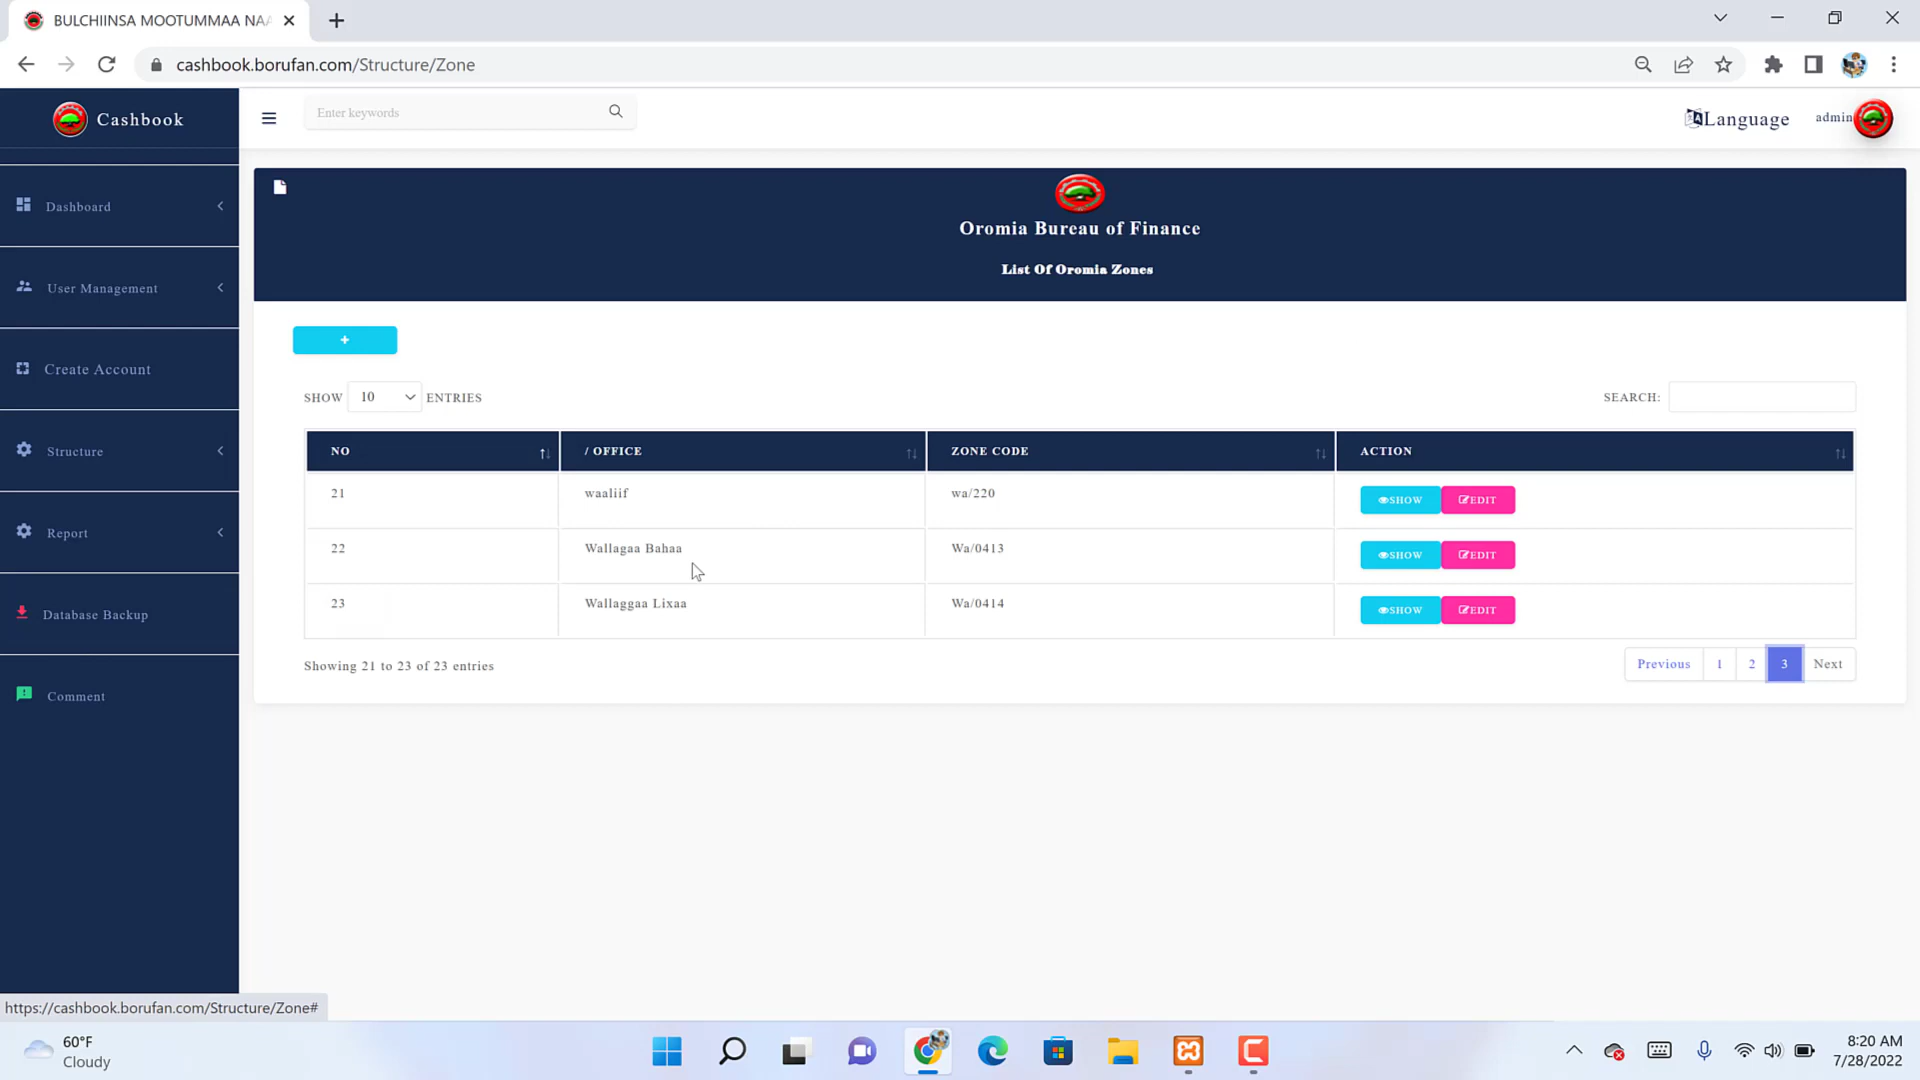 BULCHIINSA MOOTUMMAA NAA
cashbook.borufan.com/Structure/Zone
Cashbook
Enter keywords
Language
admin
Dashboard
User Management
Create Account
Structure
Report
Database Backup
Comment
Oromia Bureau of Finance
List Of Oromia Zones
+
SHOW 10 ENTRIES
SEARCH:
NO / OFFICE ZONE CODE ACTION
21 waaliif wa/220 SHOW EDIT
22 Wallagaa Bahaa Wa/0413 SHOW EDIT
23 Wallaggaa Lixaa Wa/0414 SHOW EDIT
Showing 21 to 23 of 23 entries
Previous 1 2 3 Next
https://cashbook.borufan.com/Structure/Zone#
60°F
Cloudy
8:20 AM
7/28/2022